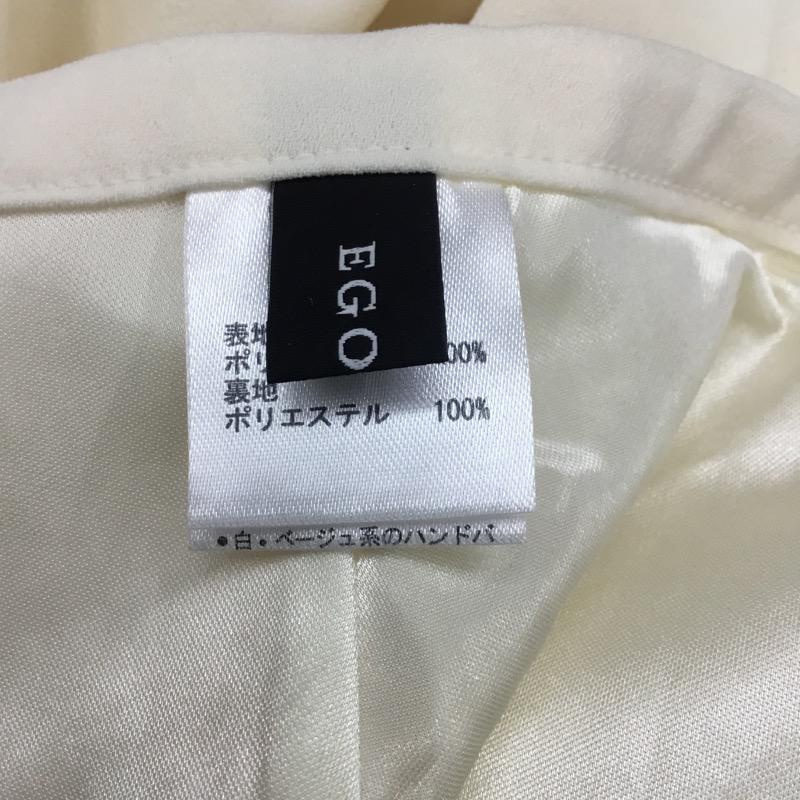 EGO
表地
ポリ 00%
裏地
ポリエステル 100%
•白・ベージュ系のハンドバ